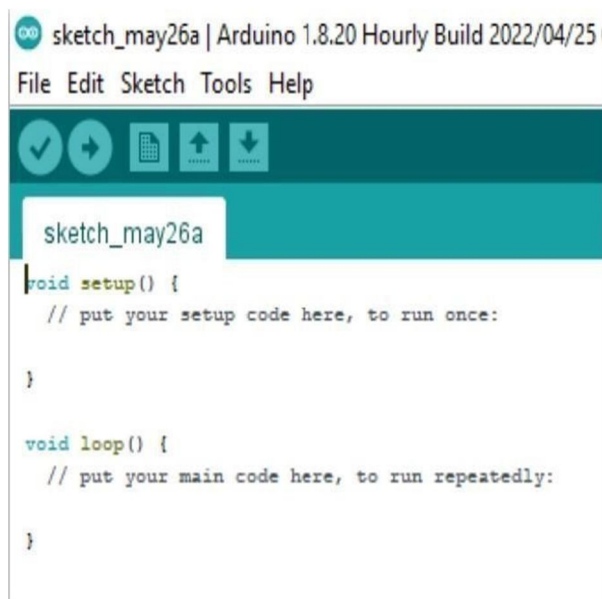 sketch_may26a | Arduino 1.8.20 Hourly Build 2022/04/25
File Edit Sketch Tools Help
sketch_may26a
void setup() {
  // put your setup code here, to run once:
}
void loop() {
  // put your main code here, to run repeatedly:
}